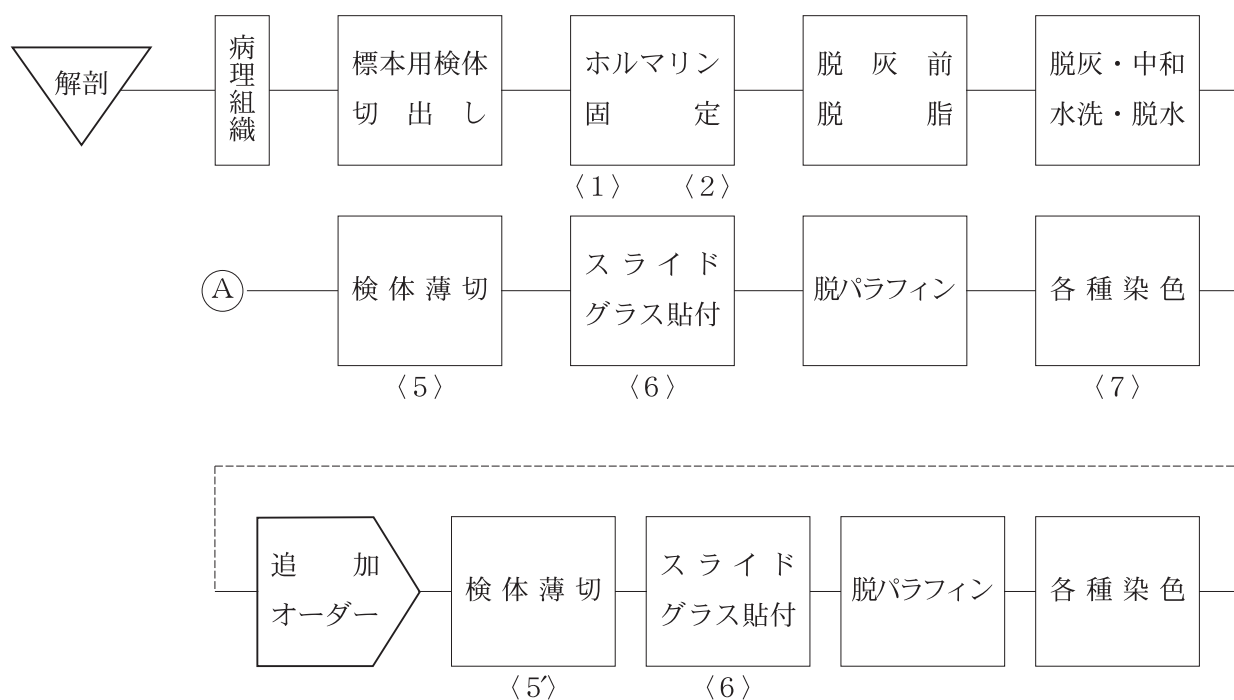 解剖
病理組織
標本用検体
切出し
ホルマリン
固定
脱灰前
脱脂
脱灰・中和
水洗・脱水
〈1〉 〈2〉
Ⓐ
検体薄切
スライド
グラス貼付
脱パラフィン
各種染色
〈5〉
〈6〉
〈7〉
追加
オーダー
検体薄切
スライド
グラス貼付
脱パラフィン
各種染色
〈5′〉
〈6〉